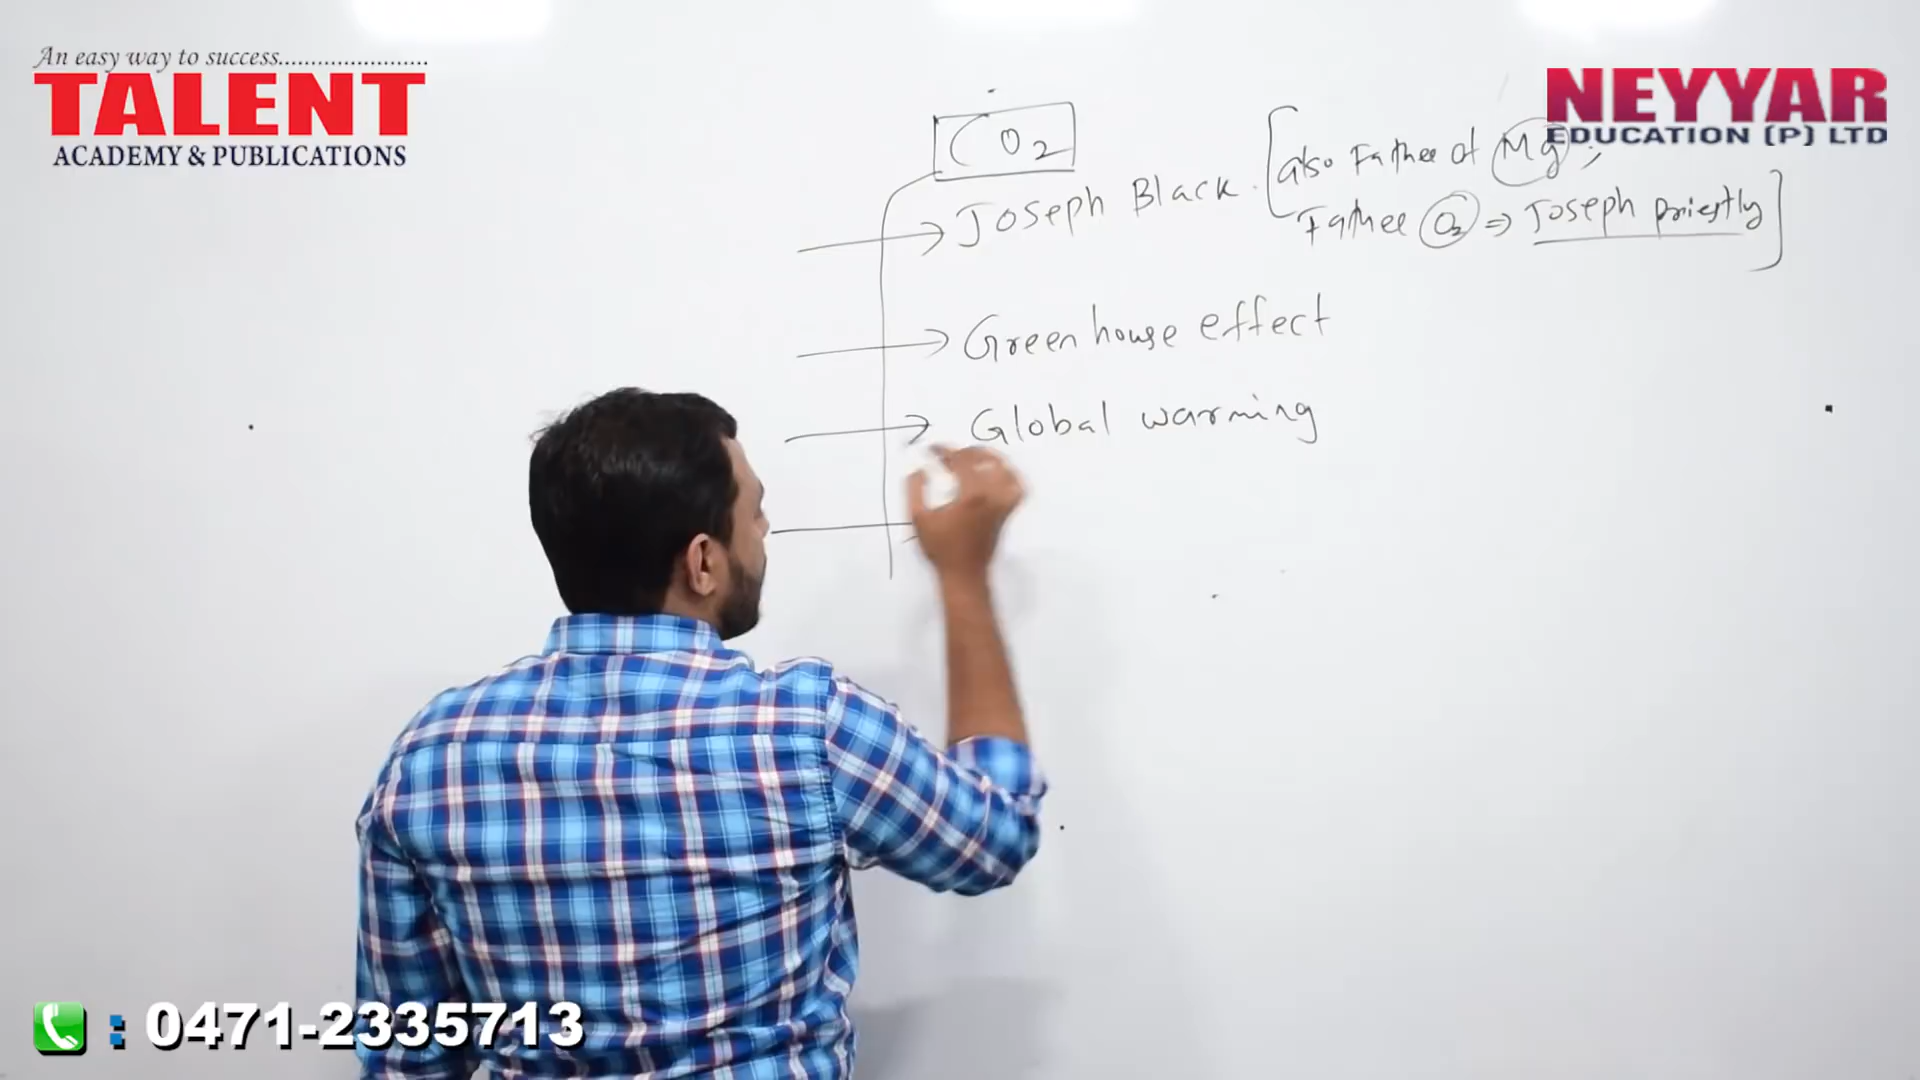 An easy way to success......................
TALENT
ACADEMY & PUBLICATIONS
NEYYAR
EDUCATION (P) LTD
CO2
Joseph Black. [also Father of Mg;
Father O2 ⇒ Joseph priestly]
Green house effect
Global warming
: 0471-2335713